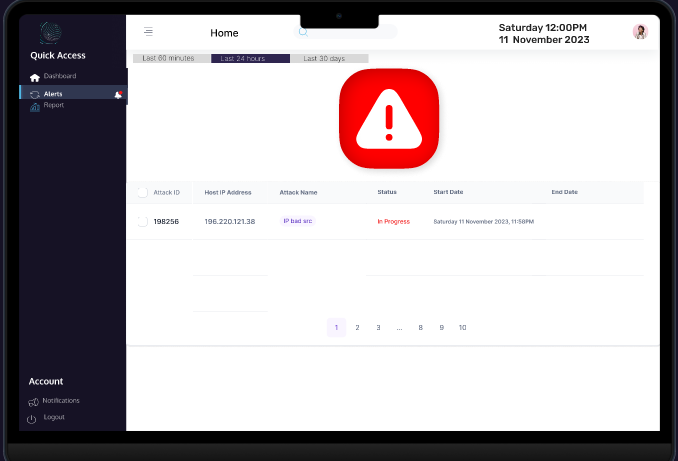 Quick Access
Dashboard
Alerts
Report
Account
Notifications
Logout
Home
Saturday 12:00PM
11 November 2023
Last 60 minutes Last 24 hours Last 30 days
Attack ID Host IP Address Attack Name Status Start Date End Date
198256 196.220.121.38 IP bad src In Progress Saturday 11 November 2023, 11:58PM
1 2 3 ... 8 9 10